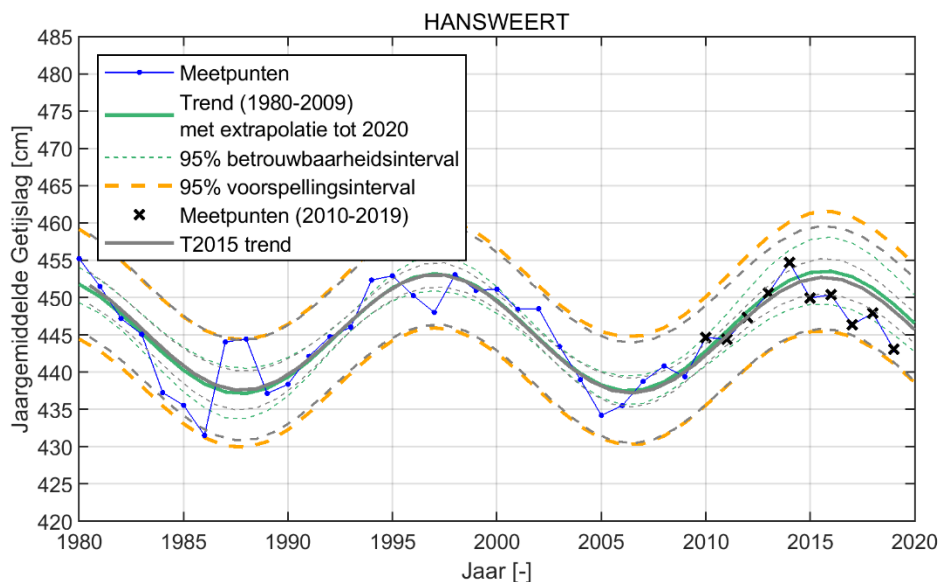 HANSWEERT
Jaargemiddelde Getijslag [cm]
485
480
475
470
465
460
455
450
445
440
435
430
425
420
Meetpunten
Trend (1980-2009)
met extrapolatie tot 2020
95% betrouwbaarheidsinterval
95% voorspellingsinterval
Meetpunten (2010-2019)
T2015 trend
1980 1985 1990 1995 2000 2005 2010 2015 2020
Jaar [-]